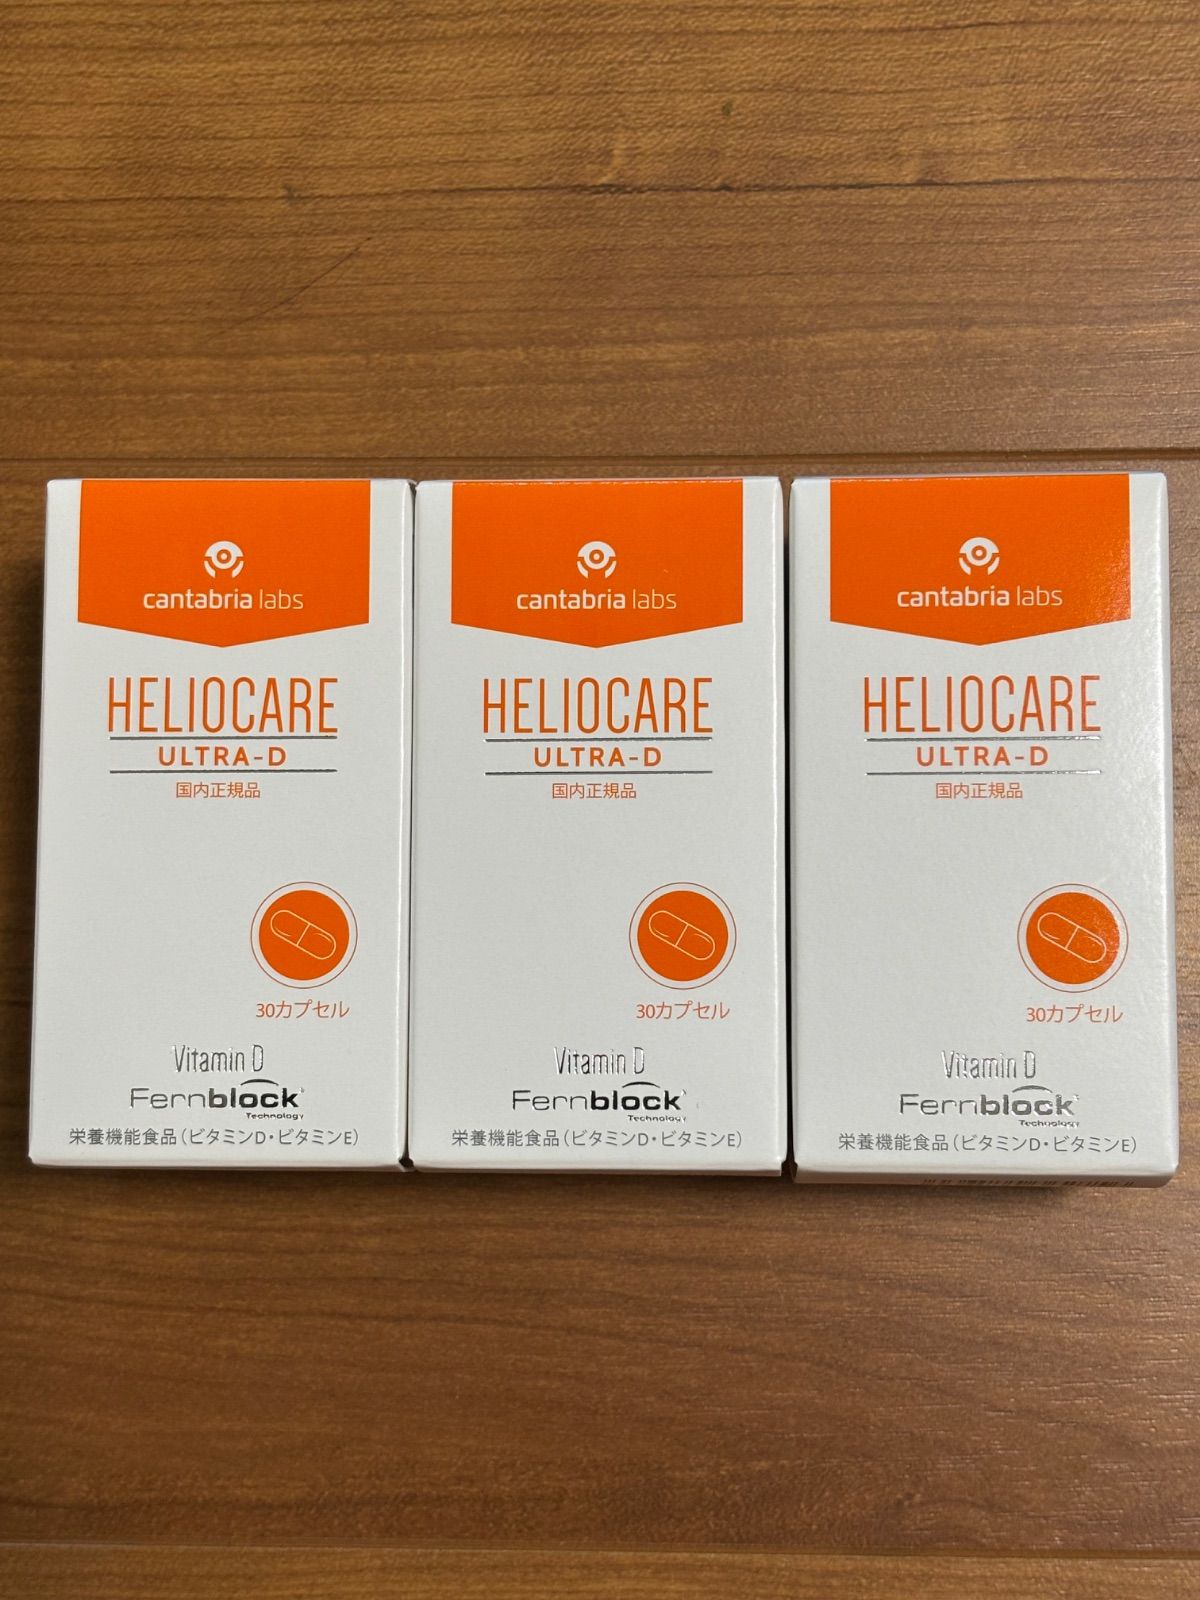 cantabria labs
HELIOCARE
ULTRA-D
国内正規品
30カプセル
Vitamin D
Fernblock
Technology
栄養機能食品（ビタミンD・ビタミンE）
cantabria labs
HELIOCARE
ULTRA-D
国内正規品
30カプセル
Vitamin D
Fernblock
Technology
栄養機能食品（ビタミンD・ビタミンE）
cantabria labs
HELIOCARE
ULTRA-D
国内正規品
30カプセル
Vitamin D
Fernblock
Technology
栄養機能食品（ビタミンD・ビタミンE）